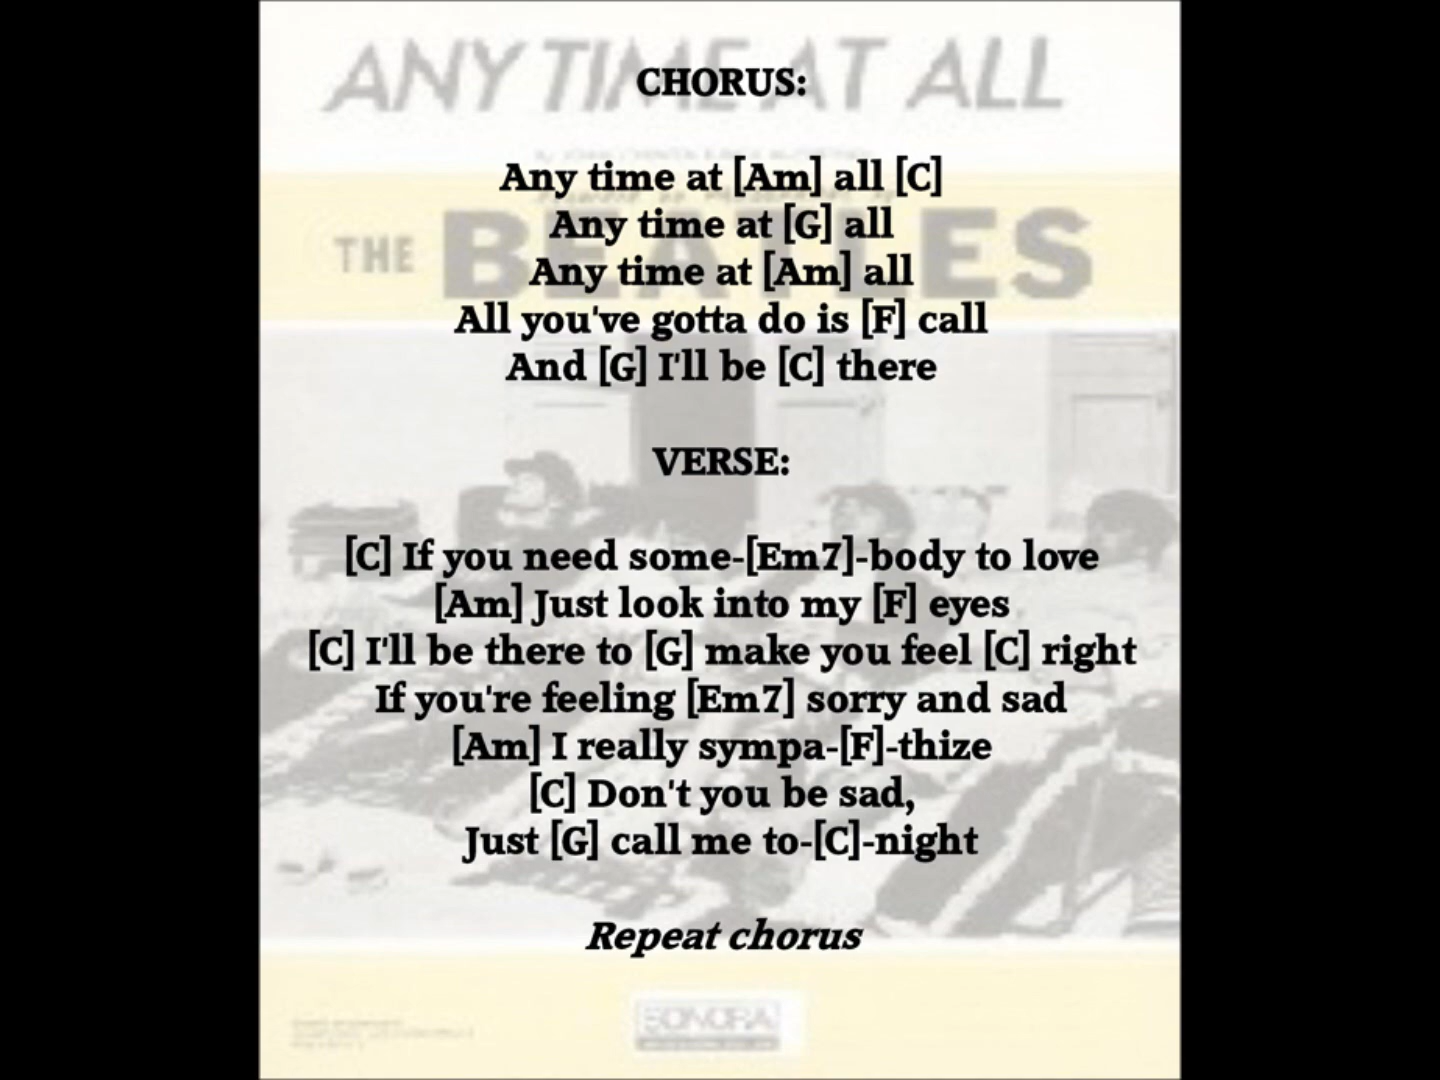 ANY TIME AT ALL
CHORUS:
Any time at [Am] all [C]
THE BEATLES
Any time at [G] all
Any time at [Am] all
All you've gotta do is [F] call
And [G] I'll be [C] there
VERSE:
[C] If you need some-[Em7]-body to love
[Am] Just look into my [F] eyes
[C] I'll be there to [G] make you feel [C] right
If you're feeling [Em7] sorry and sad
[Am] I really sympa-[F]-thize
[C] Don't you be sad,
Just [G] call me to-[C]-night
Repeat chorus
SONORA